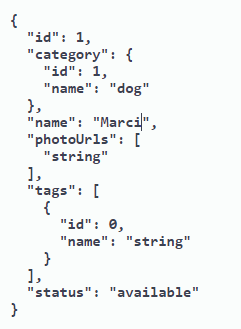 {
  "id": 1,
  "category": {
    "id": 1,
    "name": "dog"
  },
  "name": "Marci",
  "photoUrls": [
    "string"
  ],
  "tags": [
    {
      "id": 0,
      "name": "string"
    }
  ],
  "status": "available"
}